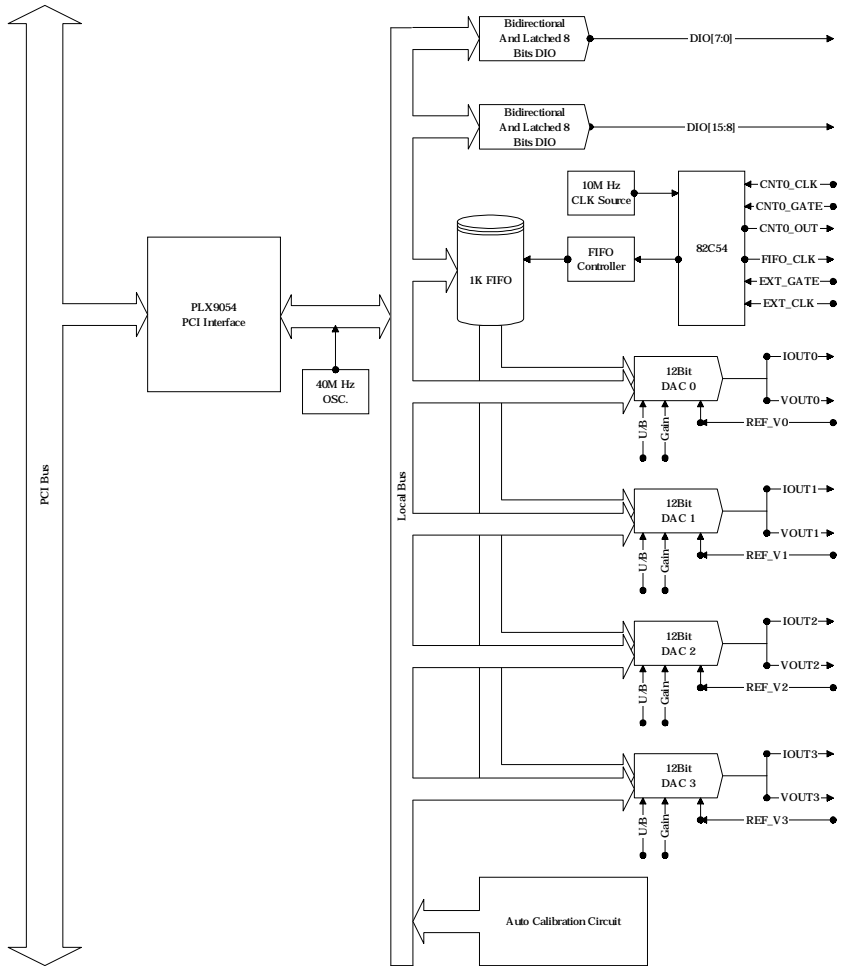 Bidirectional
And Latched 8
Bits DIO
DIO[7:0]
Bidirectional
And Latched 8
Bits DIO
DIO[15:8]
10M Hz
CLK Source
82C54
CNT0_CLK
CNT0_GATE
CNT0_OUT
FIFO_CLK
EXT_GATE
EXT_CLK
1K FIFO
FIFO
Controller
PLX9054
PCI Interface
40M Hz
OSC.
PCI Bus
Local Bus
12Bit
DAC 0
IOUT0
VOUT0
REF_V0
U/B
Gain
12Bit
DAC 1
IOUT1
VOUT1
REF_V1
U/B
Gain
12Bit
DAC 2
IOUT2
VOUT2
REF_V2
U/B
Gain
12Bit
DAC 3
IOUT3
VOUT3
REF_V3
U/B
Gain
Auto Calibration Circuit